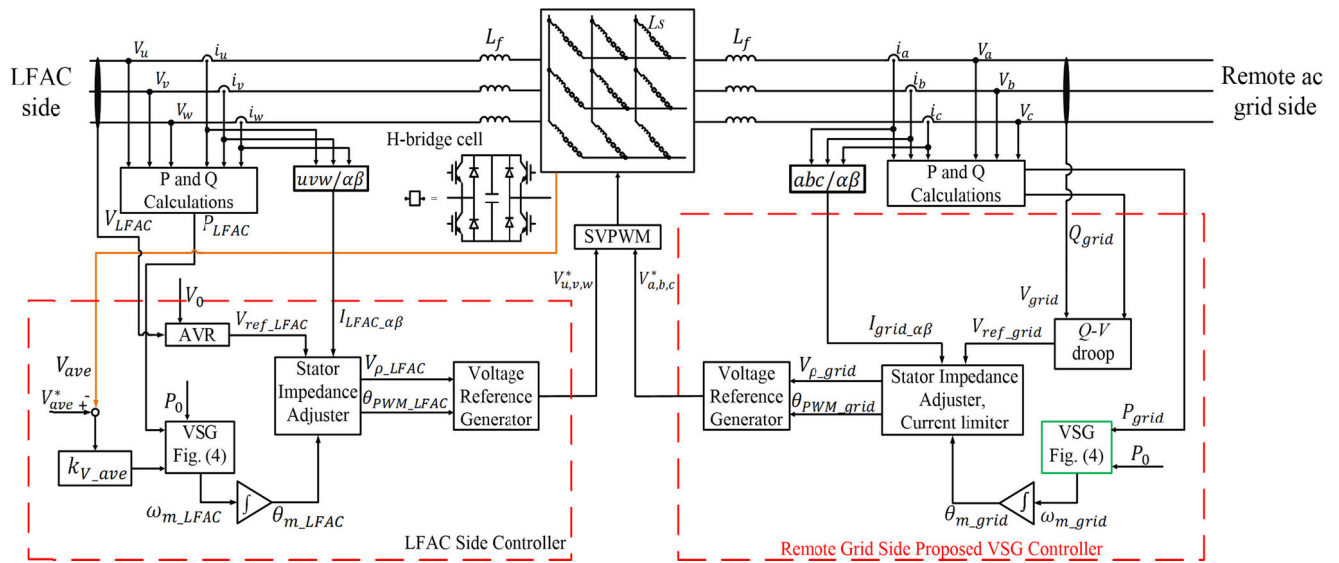 LFAC
side
V_u
i_u
V_v
i_v
V_w
i_w
L_f
Ls
L_f
i_a
V_a
i_b
V_b
i_c
V_c
Remote ac
grid side
H-bridge cell
=
P and Q
Calculations
uvw/αβ
abc/αβ
P and Q
Calculations
V_LFAC
P_LFAC
SVPWM
V*_u,v,w
V*_a,b,c
Q_grid
V_grid
V_0
AVR
V_ref_LFAC
I_LFAC_αβ
I_grid_αβ
V_ref_grid
Q-V
droop
V_ave
V*_ave
+
-
P_0
VSG
Fig. (4)
k_V_ave
Stator
Impedance
Adjuster
V_ρ_LFAC
θ_PWM_LFAC
Voltage
Reference
Generator
Voltage
Reference
Generator
V_ρ_grid
θ_PWM_grid
Stator Impedance
Adjuster,
Current limiter
P_grid
VSG
Fig. (4)
P_0
ω_m_LFAC
∫
θ_m_LFAC
θ_m_grid
∫
ω_m_grid
LFAC Side Controller
Remote Grid Side Proposed VSG Controller